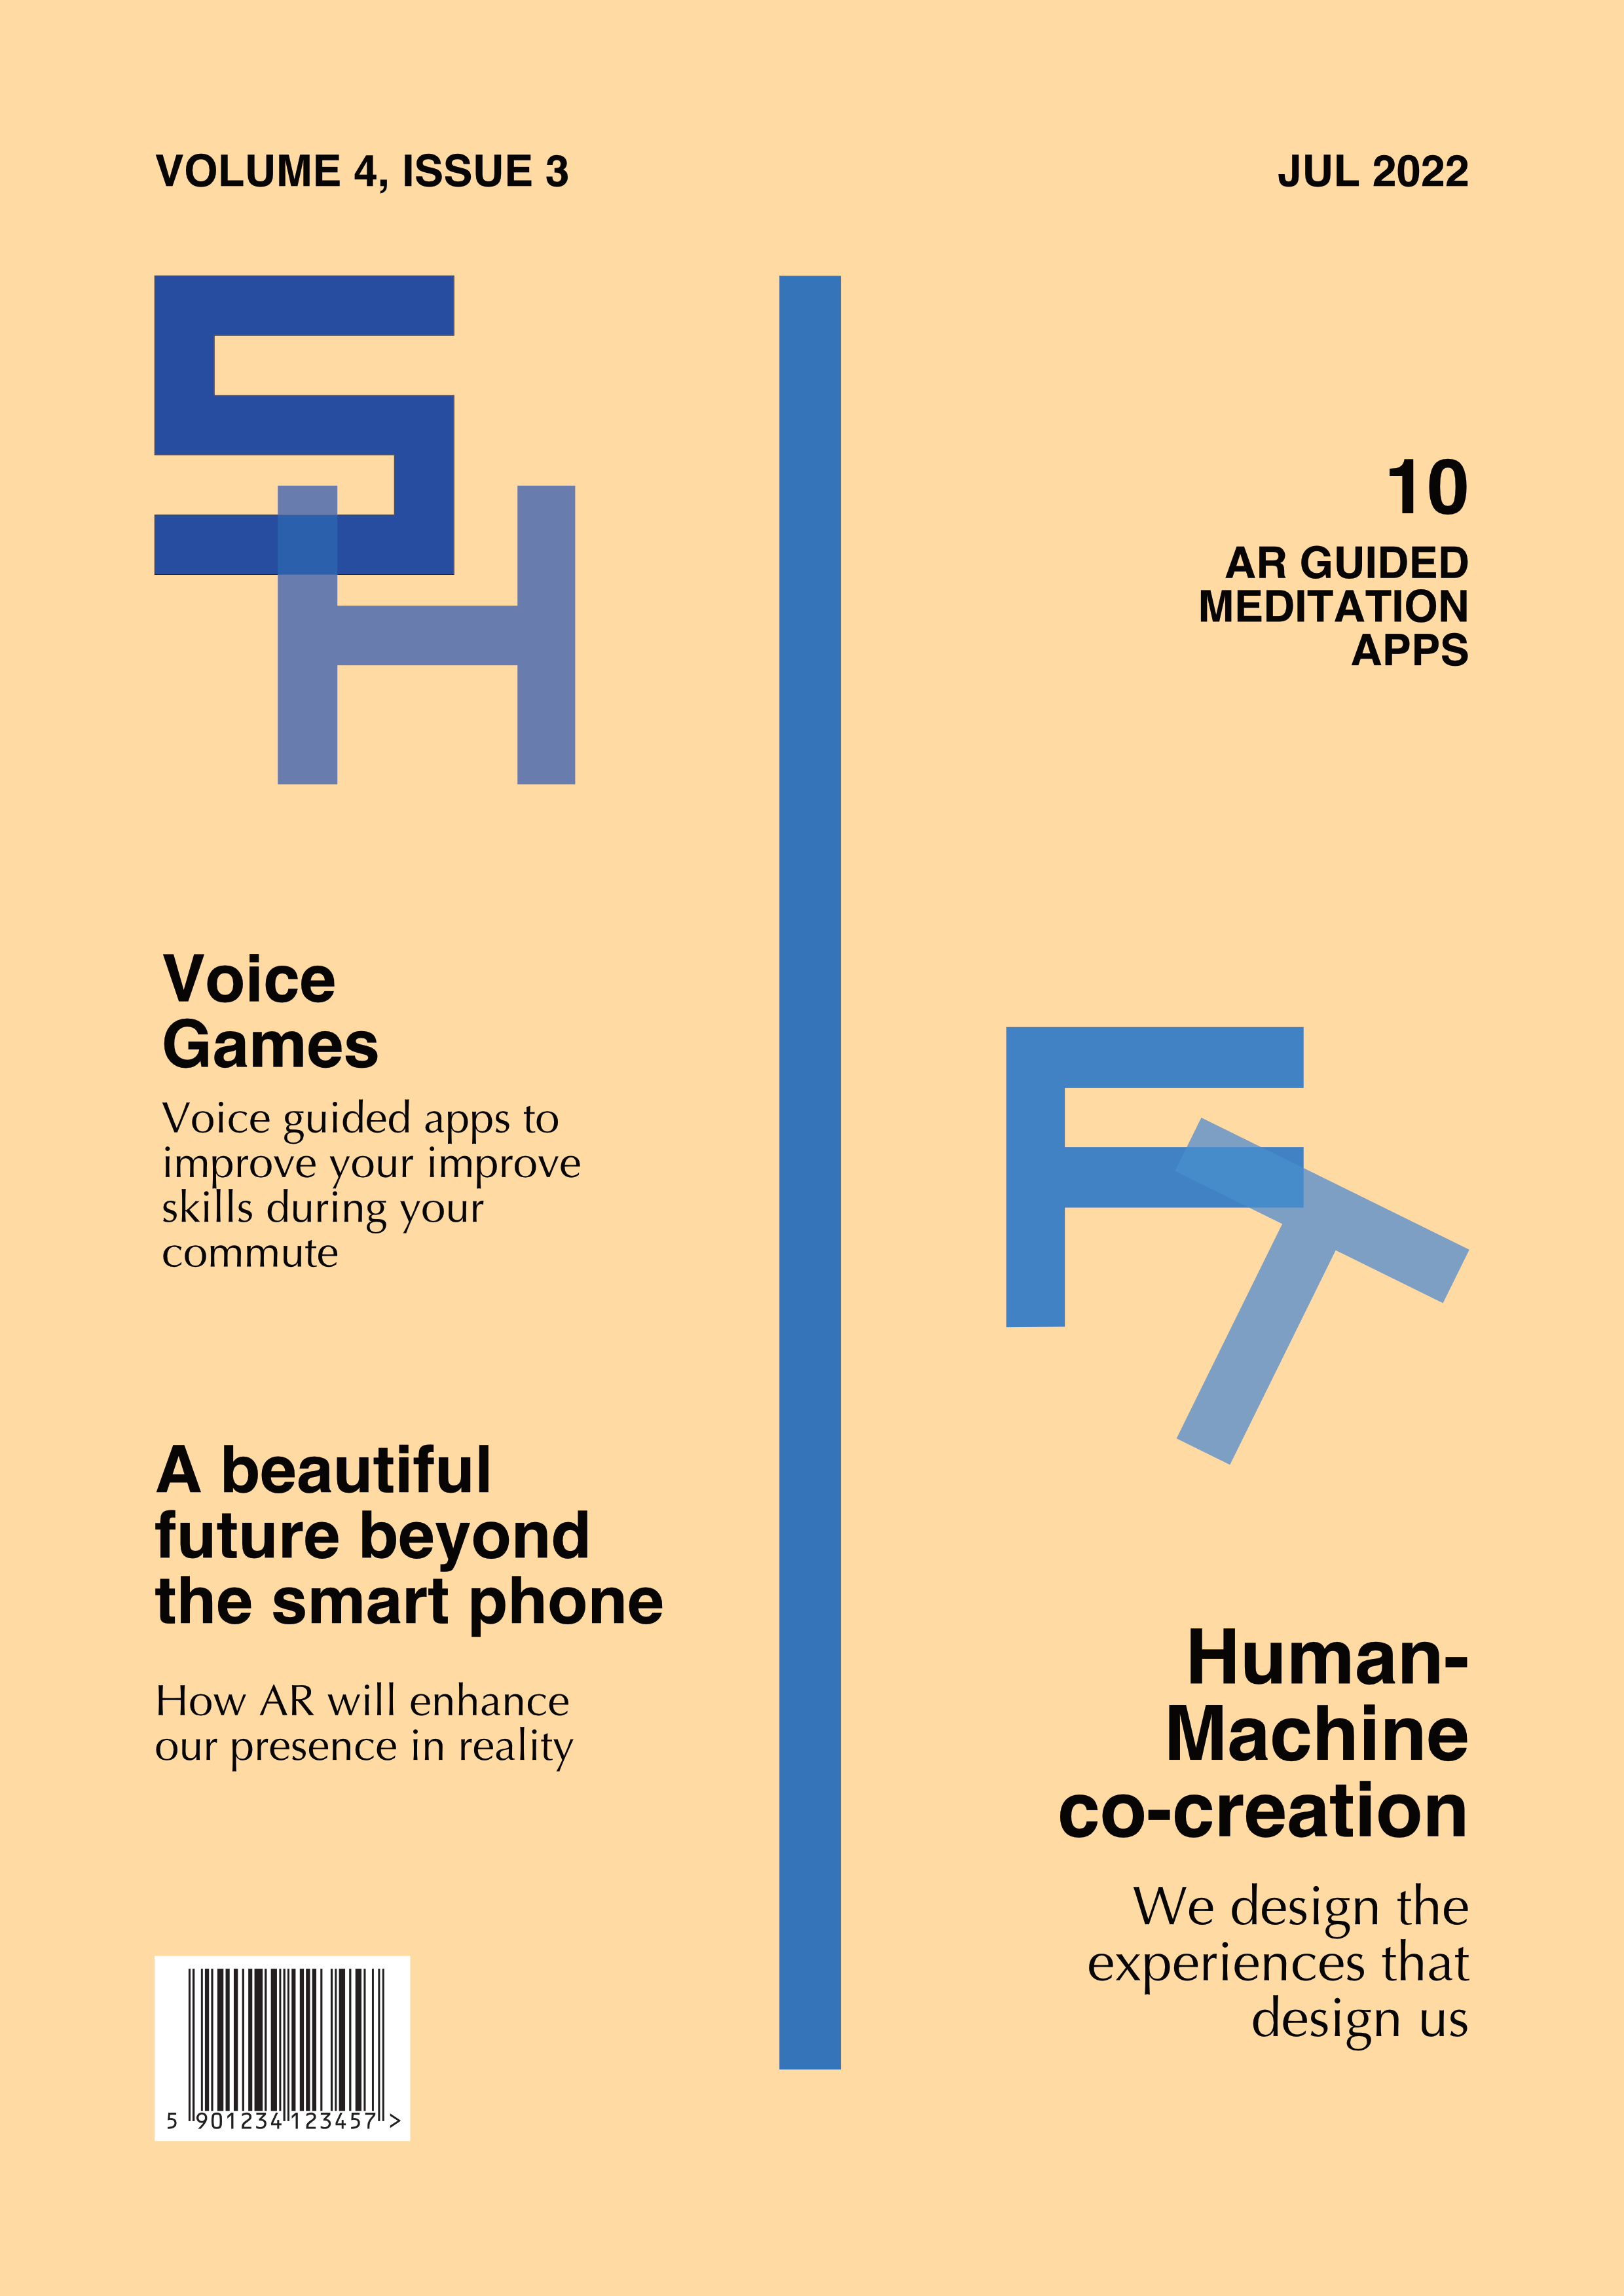 VOLUME 4, ISSUE 3
JUL 2022
S
H
I
F
T
10
AR GUIDED
MEDITATION
APPS
Voice
Games
Voice guided apps to
improve your improve
skills during your
commute
A beautiful
future beyond
the smart phone
How AR will enhance
our presence in reality
Human-
Machine
co-creation
We design the
experiences that
design us
5 901234 123457 >